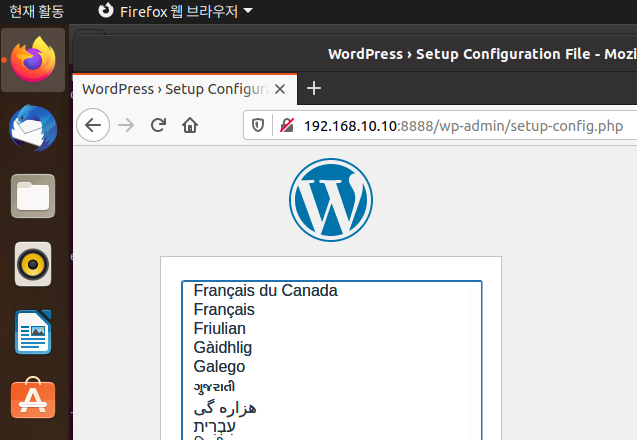 현재 활동
Firefox 웹 브라우저
WordPress › Setup Configuration File - Mozi
WordPress › Setup Configura
192.168.10.10:8888/wp-admin/setup-config.php
Français du Canada
Français
Friulian
Gàidhlig
Galego
ગુજરાતી
هزاره گی
עִבְרִית